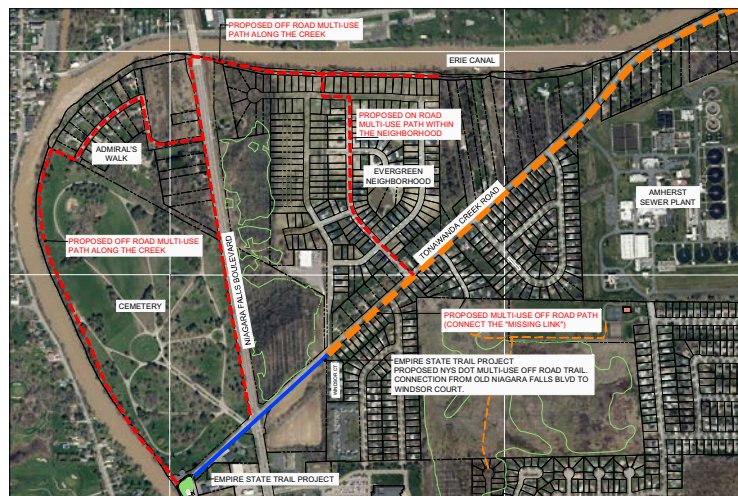 PROPOSED OFF ROAD MULTI-USE
PATH ALONG THE CREEK
ERIE CANAL
PROPOSED ON ROAD
MULTI-USE PATH WITHIN
THE NEIGHBORHOOD
ADMIRAL'S
WALK
EVERGREEN
NEIGHBORHOOD
AMHERST
SEWER PLANT
TONAWANDA CREEK ROAD
PROPOSED OFF ROAD MULTI-USE
PATH ALONG THE CREEK
NIAGARA FALLS BOULEVARD
CEMETERY
PROPOSED MULTI-USE OFF ROAD PATH
(CONNECT THE "MISSING LINK")
WINDSOR CT
EMPIRE STATE TRAIL PROJECT
PROPOSED NYS DOT MULTI-USE OFF ROAD TRAIL.
CONNECTION FROM OLD NIAGARA FALLS BLVD TO
WINDSOR COURT.
EMPIRE STATE TRAIL PROJECT